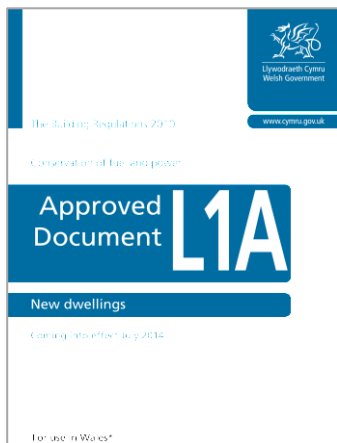 Llywodraeth Cymru
Welsh Government
www.cymru.gov.uk
The Building Regulations 2010
Conservation of fuel and power
Approved
Document
L1A
New dwellings
Coming into effect July 2014
For use in Wales*